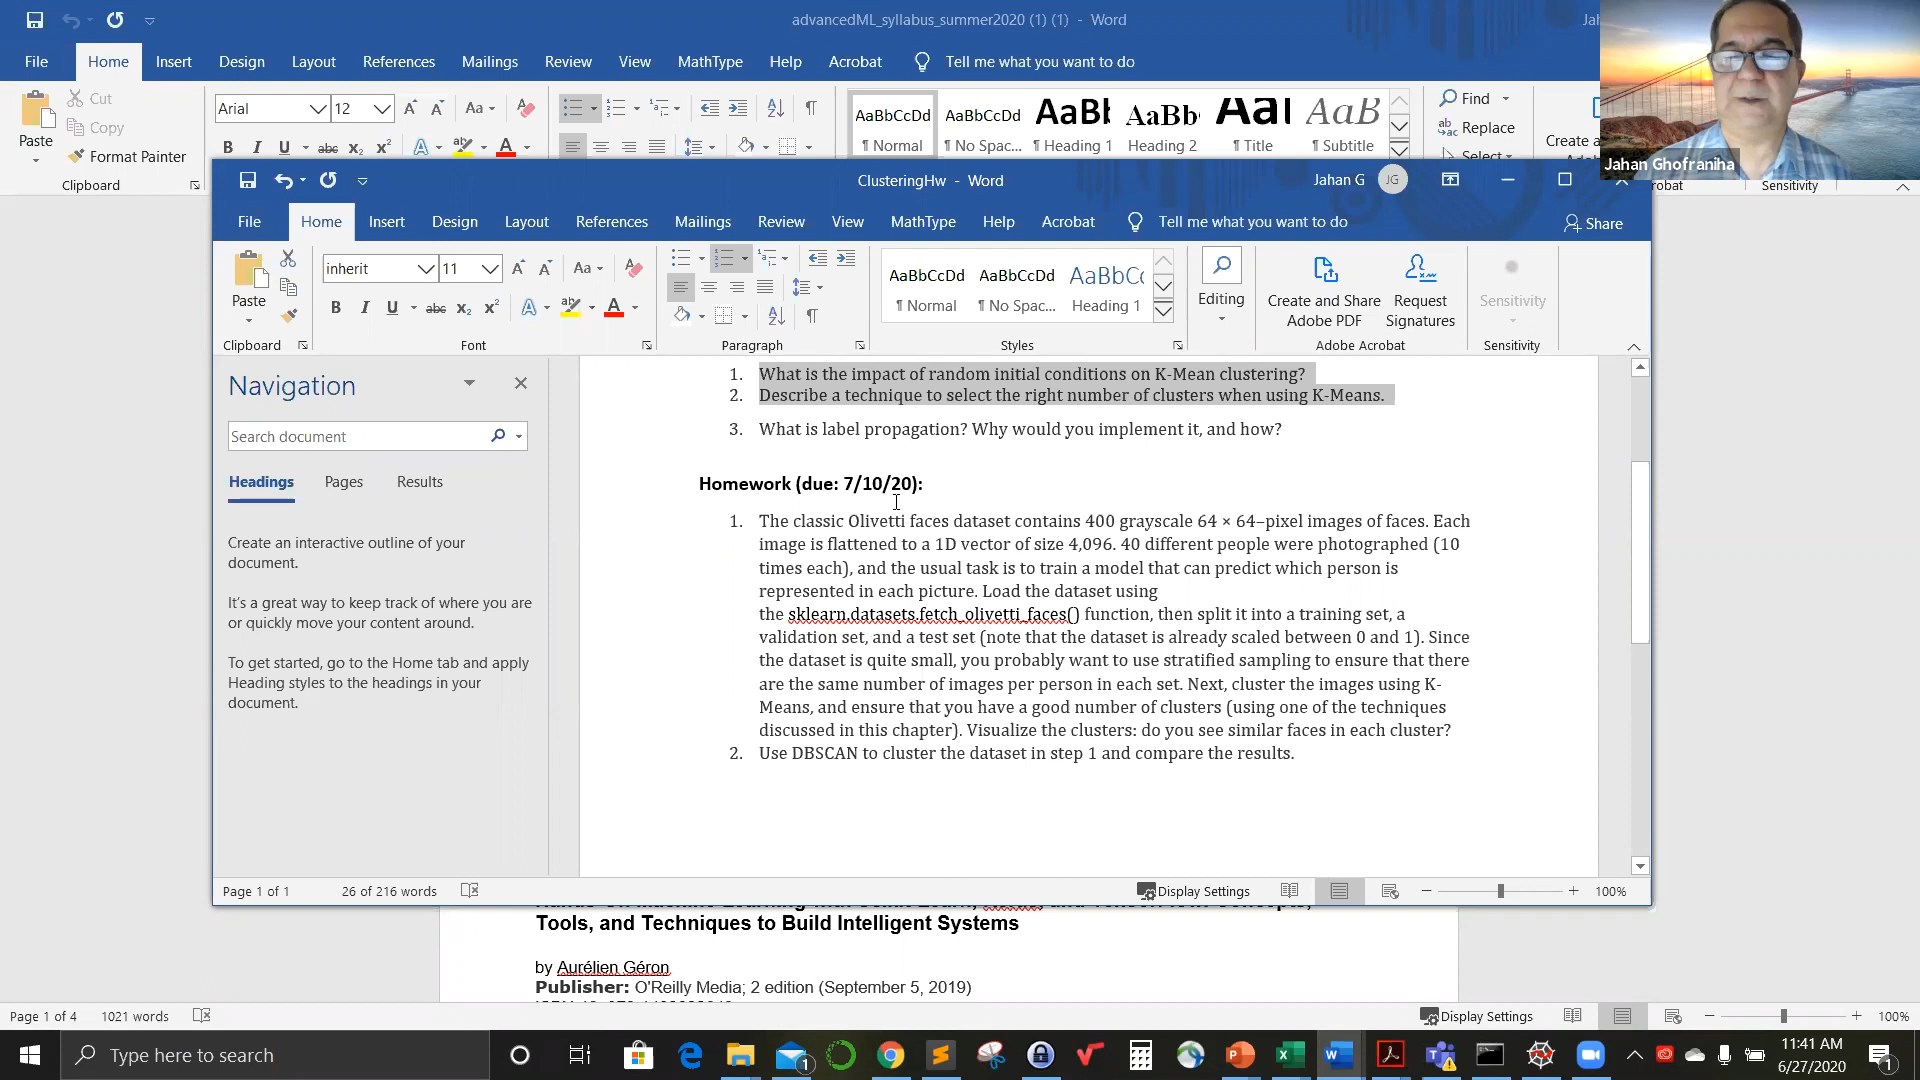 advancedML_syllabus_summer2020 (1) (1) - Word
File Home Insert Design Layout References Mailings Review View MathType Help Acrobat Tell me what you want to do
Cut
Copy
Format Painter
Paste
Clipboard
Arial 12
AaBbCcDd AaBbCcDd AaBb AaBbC AaB
¶ Normal ¶ No Spac... ¶ Heading 1 Heading 2 ¶ Title ¶ Subtitle
Find
Replace
Select
Create a
Sensitivity
Jahan Ghofraniha
ClusteringHw - Word
Jahan G JG
File Home Insert Design Layout References Mailings Review View MathType Help Acrobat Tell me what you want to do
Share
inherit 11
AaBbCcDd AaBbCcDd AaBbCc
¶ Normal ¶ No Spac... Heading 1
Paste
Editing
Create and Share Adobe PDF
Request Signatures
Sensitivity
Clipboard Font Paragraph Styles Adobe Acrobat Sensitivity
Navigation
Search document
Headings Pages Results
Create an interactive outline of your
document.
It's a great way to keep track of where you are
or quickly move your content around.
To get started, go to the Home tab and apply
Heading styles to the headings in your
document.
1. What is the impact of random initial conditions on K-Mean clustering?
2. Describe a technique to select the right number of clusters when using K-Means.
3. What is label propagation? Why would you implement it, and how?
Homework (due: 7/10/20):
1. The classic Olivetti faces dataset contains 400 grayscale 64 × 64–pixel images of faces. Each
image is flattened to a 1D vector of size 4,096. 40 different people were photographed (10
times each), and the usual task is to train a model that can predict which person is
represented in each picture. Load the dataset using
the sklearn.datasets.fetch_olivetti_faces() function, then split it into a training set, a
validation set, and a test set (note that the dataset is already scaled between 0 and 1). Since
the dataset is quite small, you probably want to use stratified sampling to ensure that there
are the same number of images per person in each set. Next, cluster the images using K-
Means, and ensure that you have a good number of clusters (using one of the techniques
discussed in this chapter). Visualize the clusters: do you see similar faces in each cluster?
2. Use DBSCAN to cluster the dataset in step 1 and compare the results.
Page 1 of 1 26 of 216 words Display Settings 100%
Tools, and Techniques to Build Intelligent Systems
by Aurélien Géron
Publisher: O'Reilly Media; 2 edition (September 5, 2019)
Page 1 of 4 1021 words Display Settings 100%
Type here to search
11:41 AM
6/27/2020